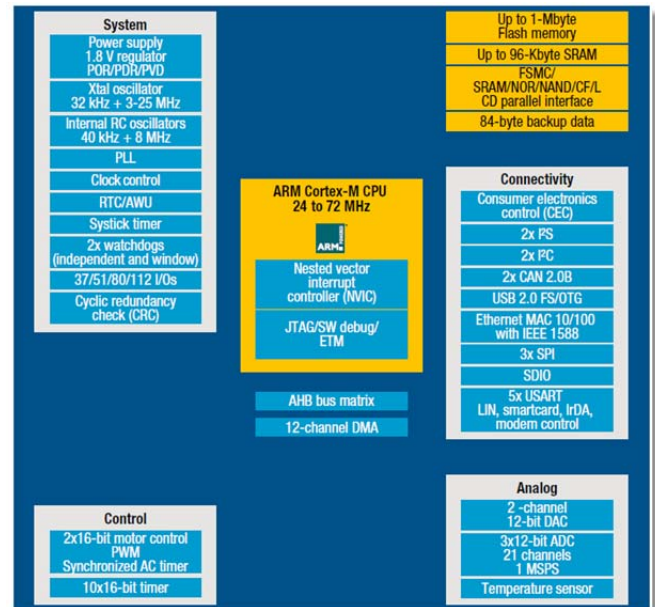 System
Power supply
1.8 V regulator
POR/PDR/PVD
Xtal oscillator
32 kHz + 3-25 MHz
Internal RC oscillators
40 kHz + 8 MHz
PLL
Clock control
RTC/AWU
Systick timer
2x watchdogs
(independent and window)
37/51/80/112 I/Os
Cyclic redundancy
check (CRC)
Control
2x16-bit motor control
PWM
Synchronized AC timer
10x16-bit timer
ARM Cortex-M CPU
24 to 72 MHz
ARM
Nested vector
interrupt
controller (NVIC)
JTAG/SW debug/
ETM
AHB bus matrix
12-channel DMA
Up to 1-Mbyte
Flash memory
Up to 96-Kbyte SRAM
FSMC/
SRAM/NOR/NAND/CF/L
CD parallel interface
84-byte backup data
Connectivity
Consumer electronics
control (CEC)
2x I²S
2x I²C
2x CAN 2.0B
USB 2.0 FS/OTG
Ethernet MAC 10/100
with IEEE 1588
3x SPI
SDIO
5x USART
LIN, smartcard, IrDA,
modem control
Analog
2 -channel
12-bit DAC
3x12-bit ADC
21 channels
1 MSPS
Temperature sensor